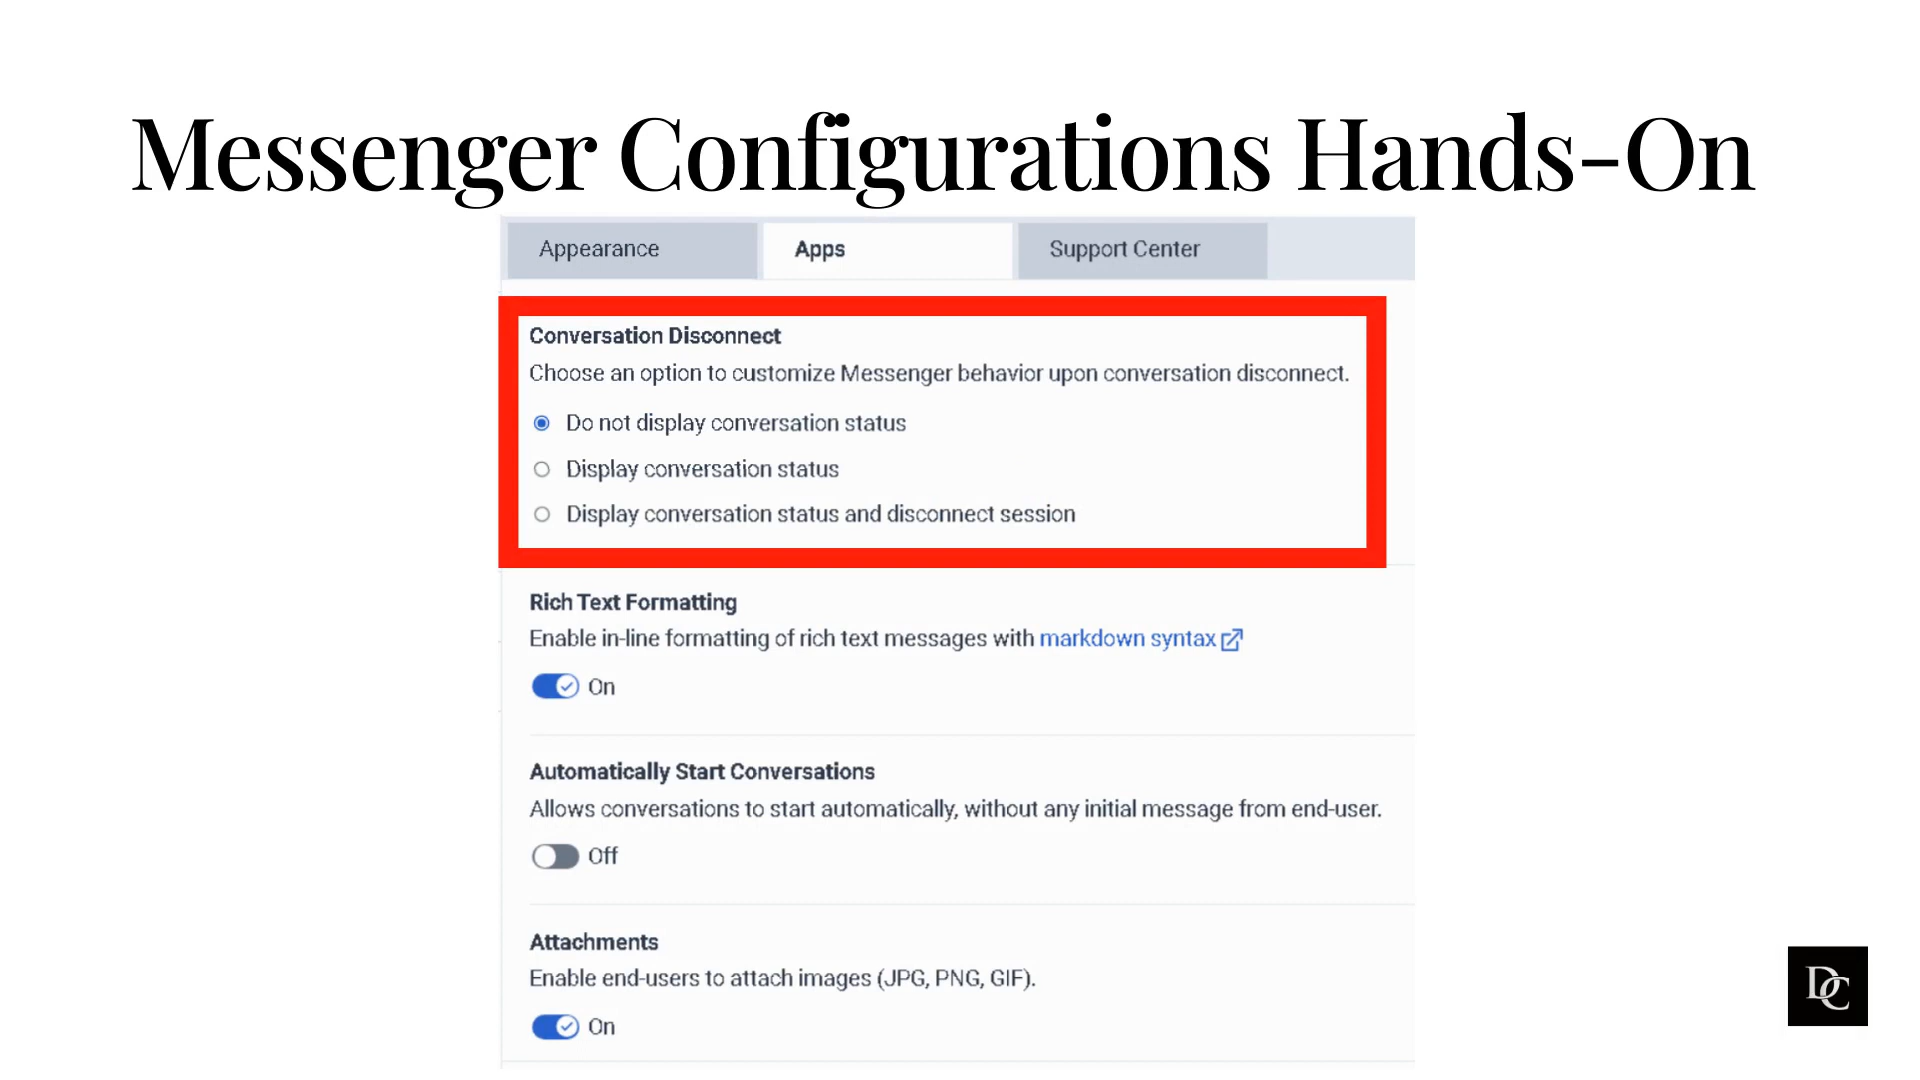 Messenger Configurations Hands-On
Appearance
Apps
Support Center
Conversation Disconnect
Choose an option to customize Messenger behavior upon conversation disconnect.
Do not display conversation status
Display conversation status
Display conversation status and disconnect session
Rich Text Formatting
Enable in-line formatting of rich text messages with markdown syntax
On
Automatically Start Conversations
Allows conversations to start automatically, without any initial message from end-user.
Off
Attachments
Enable end-users to attach images (JPG, PNG, GIF).
On
DC